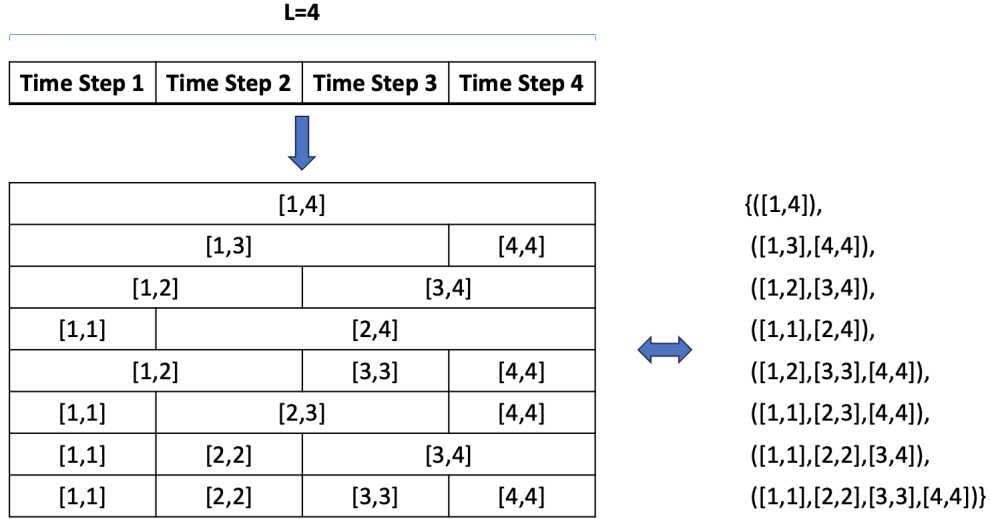 L=4
Time Step 1 Time Step 2 Time Step 3 Time Step 4
[1,4] {([1,4]),
[1,3] [4,4] ([1,3],[4,4]),
[1,2] [3,4] ([1,2],[3,4]),
[1,1] [2,4] ([1,1],[2,4]),
[1,2] [3,3] [4,4] ([1,2],[3,3],[4,4]),
[1,1] [2,3] [4,4] ([1,1],[2,3],[4,4]),
[1,1] [2,2] [3,4] ([1,1],[2,2],[3,4]),
[1,1] [2,2] [3,3] [4,4] ([1,1],[2,2],[3,3],[4,4])}